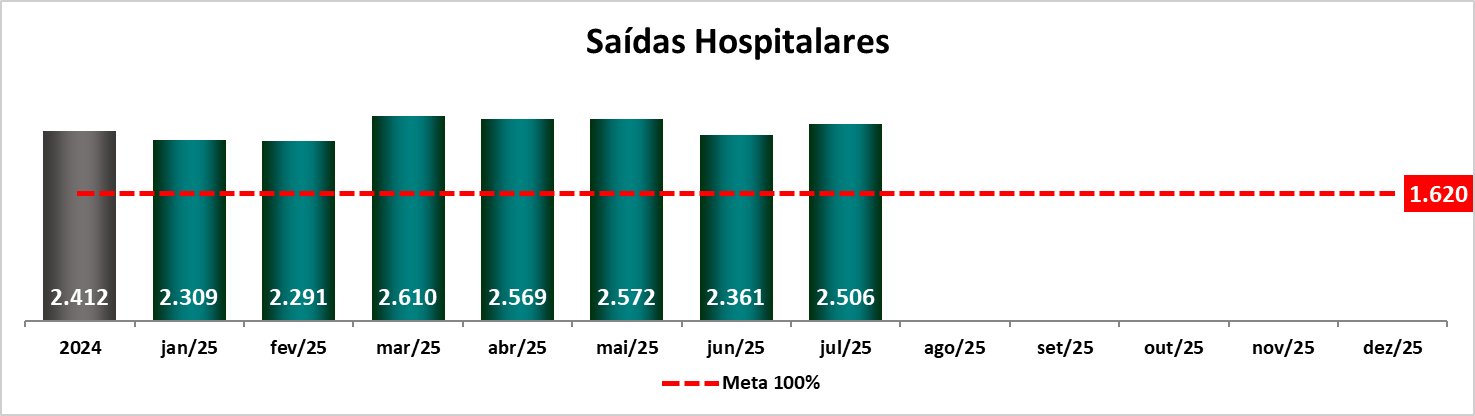 Saídas Hospitalares
1.620
2.412 2.309 2.291 2.610 2.569 2.572 2.361 2.506
2024 jan/25 fev/25 mar/25 abr/25 mai/25 jun/25 jul/25 ago/25 set/25 out/25 nov/25 dez/25
Meta 100%